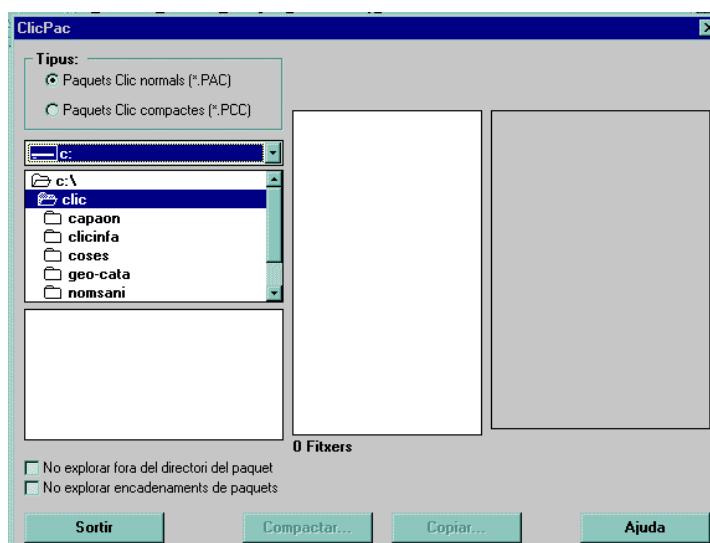 ClicPac
Tipus:
Paquets Clic normals (*.PAC)
Paquets Clic compactes (*.PCC)
c:
c:\
clic
capaon
clicinfa
coses
geo-cata
nomsani
0 Fitxers
No explorar fora del directori del paquet
No explorar encadenaments de paquets
Sortir
Compactar...
Copiar...
Ajuda